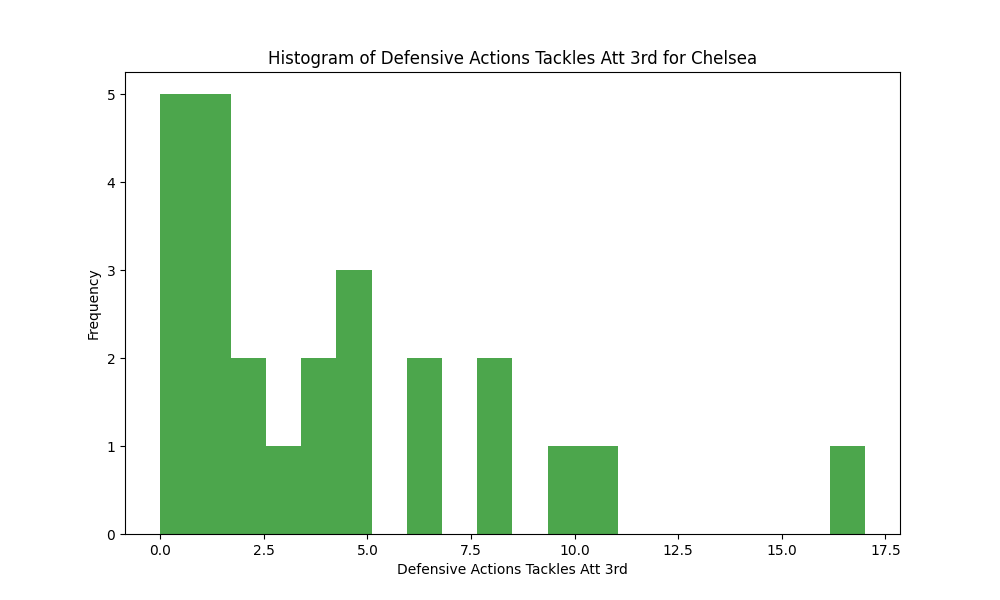 Histogram of Defensive Actions Tackles Att 3rd for Chelsea
5
4
3
2
1
0
Frequency
0.0 2.5 5.0 7.5 10.0 12.5 15.0 17.5
Defensive Actions Tackles Att 3rd